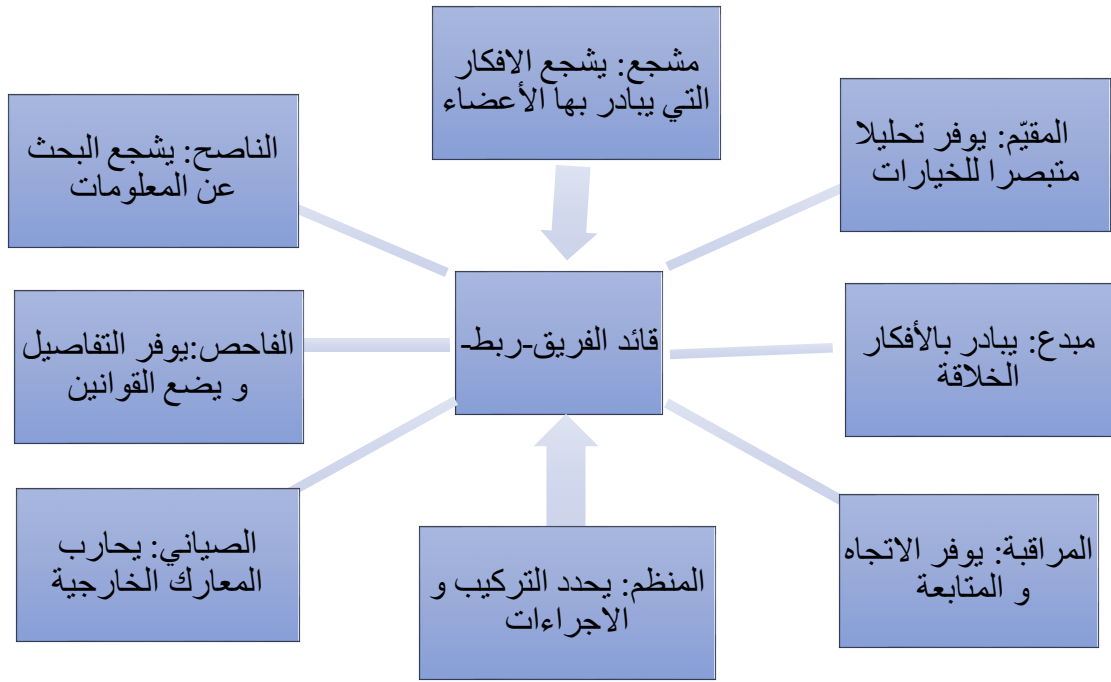 مشجع: يشجع الافكار
التي يبادر بها الأعضاء
المقيّم: يوفر تحليلا
متبصرا للخيارات
الناصح: يشجع البحث
عن المعلومات
قائد الفريق-ربط-
مبدع: يبادر بالأفكار
الخلاقة
الفاحص:يوفر التفاصيل
و يضع القوانين
المراقبة: يوفر الاتجاه
و المتابعة
المنظم: يحدد التركيب و
الاجراءات
الصياني: يحارب
المعارك الخارجية